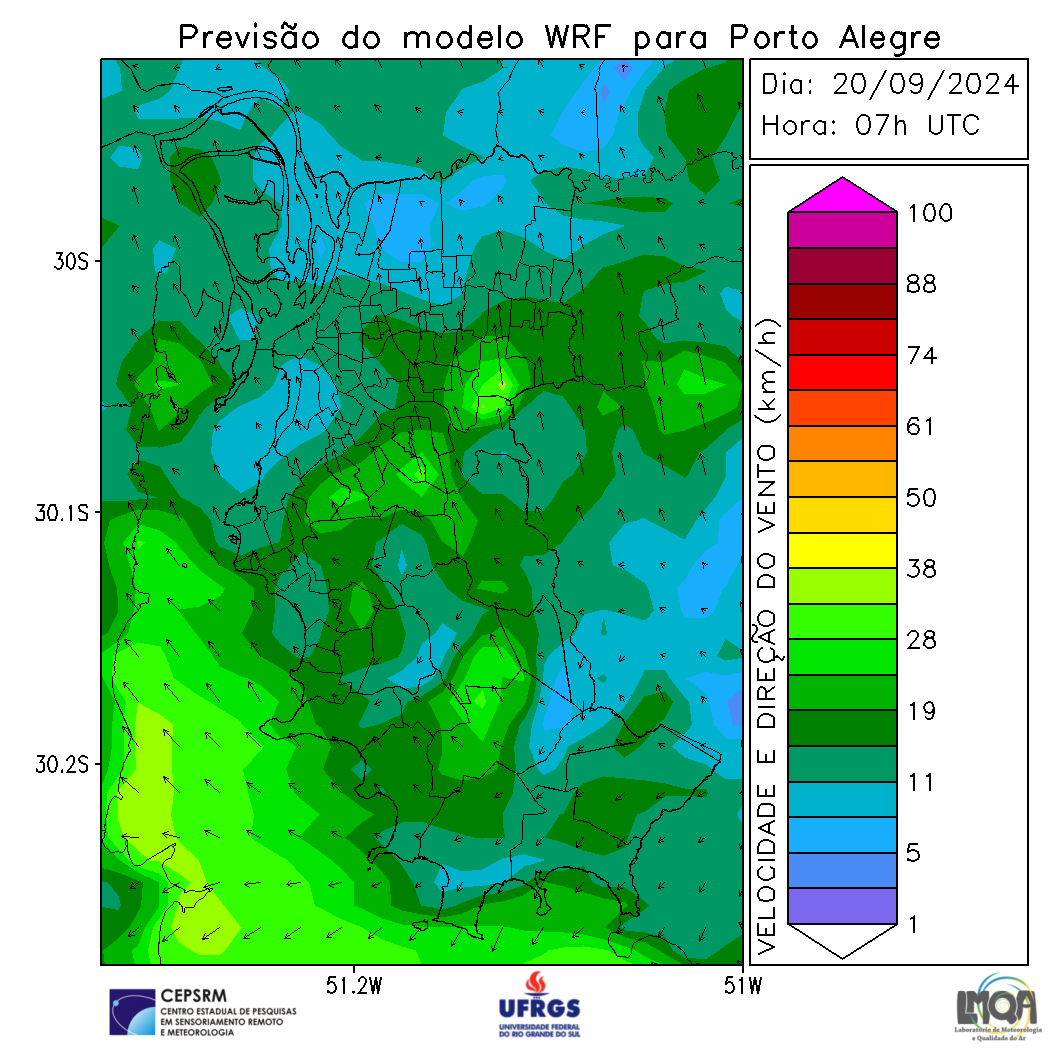 Previsão do modelo WRF para Porto Alegre
Dia: 20/09/2024
Hora: 07h UTC
30S
30.1S
30.2S
51.2W
51W
VELOCIDADE E DIREÇÃO DO VENTO (km/h)
100
88
74
61
50
38
28
19
11
5
1
CEPSRM
CENTRO ESTADUAL DE PESQUISAS
EM SENSORIAMENTO REMOTO
E METEOROLOGIA
UFRGS
UNIVERSIDADE FEDERAL
DO RIO GRANDE DO SUL
LMQA
Laboratório de Meteorologia
e Qualidade do Ar